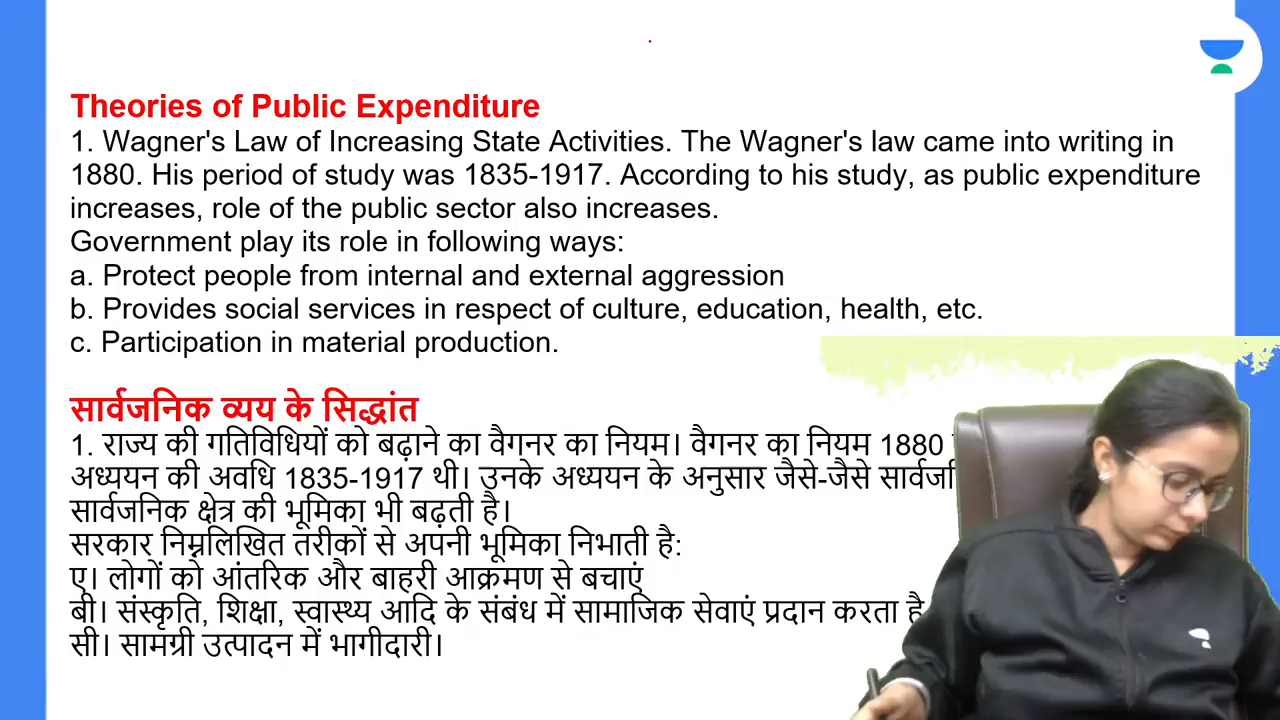 Theories of Public Expenditure
1. Wagner's Law of Increasing State Activities. The Wagner's law came into writing in
1880. His period of study was 1835-1917. According to his study, as public expenditure
increases, role of the public sector also increases.
Government play its role in following ways:
a. Protect people from internal and external aggression
b. Provides social services in respect of culture, education, health, etc.
c. Participation in material production.
सार्वजनिक व्यय के सिद्धांत
1. राज्य की गतिविधियों को बढ़ाने का वैगनर का नियम। वैगनर का नियम 1880
अध्ययन की अवधि 1835-1917 थी। उनके अध्ययन के अनुसार जैसे-जैसे
सार्वजनिक क्षेत्र की भूमिका भी बढ़ती है।
सरकार निम्नलिखित तरीकों से अपनी भूमिका निभाती है:
ए। लोगों को आंतरिक और बाहरी आक्रमण से बचाएं
बी। संस्कृति, शिक्षा, स्वास्थ्य आदि के संबंध में सामाजिक सेवाएं प्रदान करता है
सी। सामग्री उत्पादन में भागीदारी।